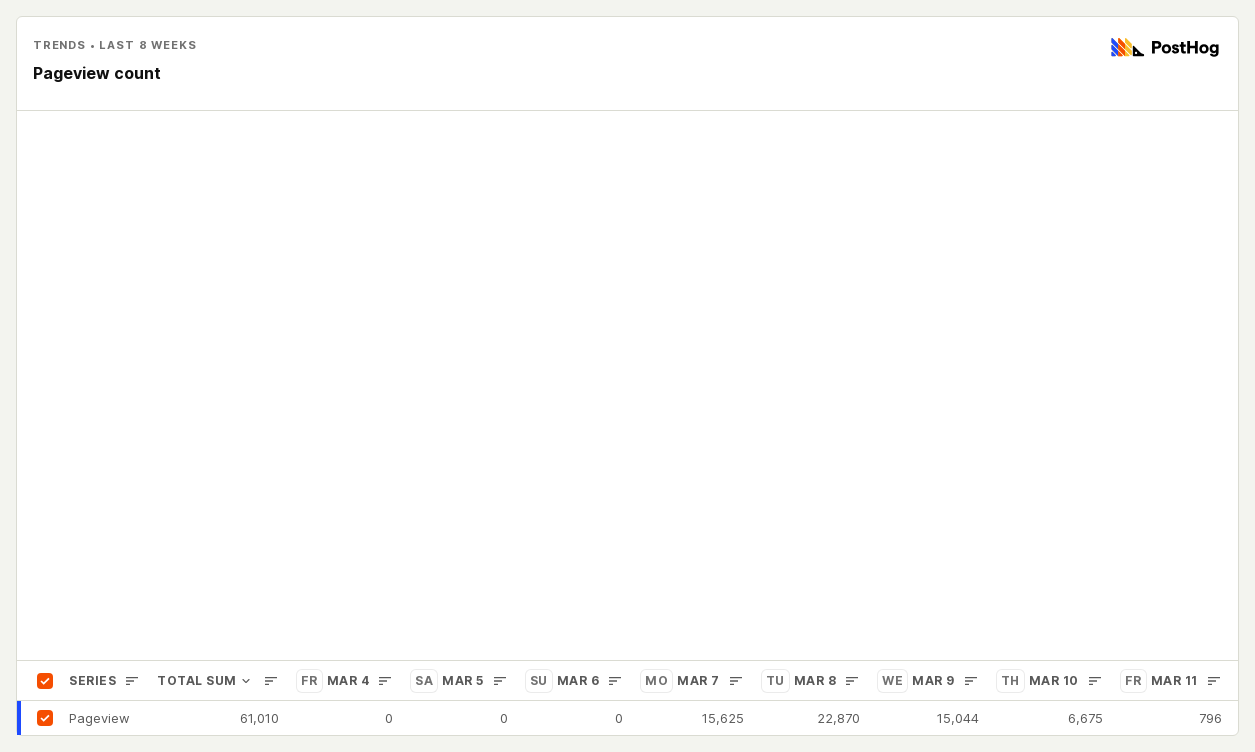 TRENDS • LAST 8 WEEKS
PostHog
Pageview count
SERIES TOTAL SUM FR MAR 4 SA MAR 5 SU MAR 6 MO MAR 7 TU MAR 8 WE MAR 9 TH MAR 10 FR MAR 11
Pageview 61,010 0 0 0 15,625 22,870 15,044 6,675 796